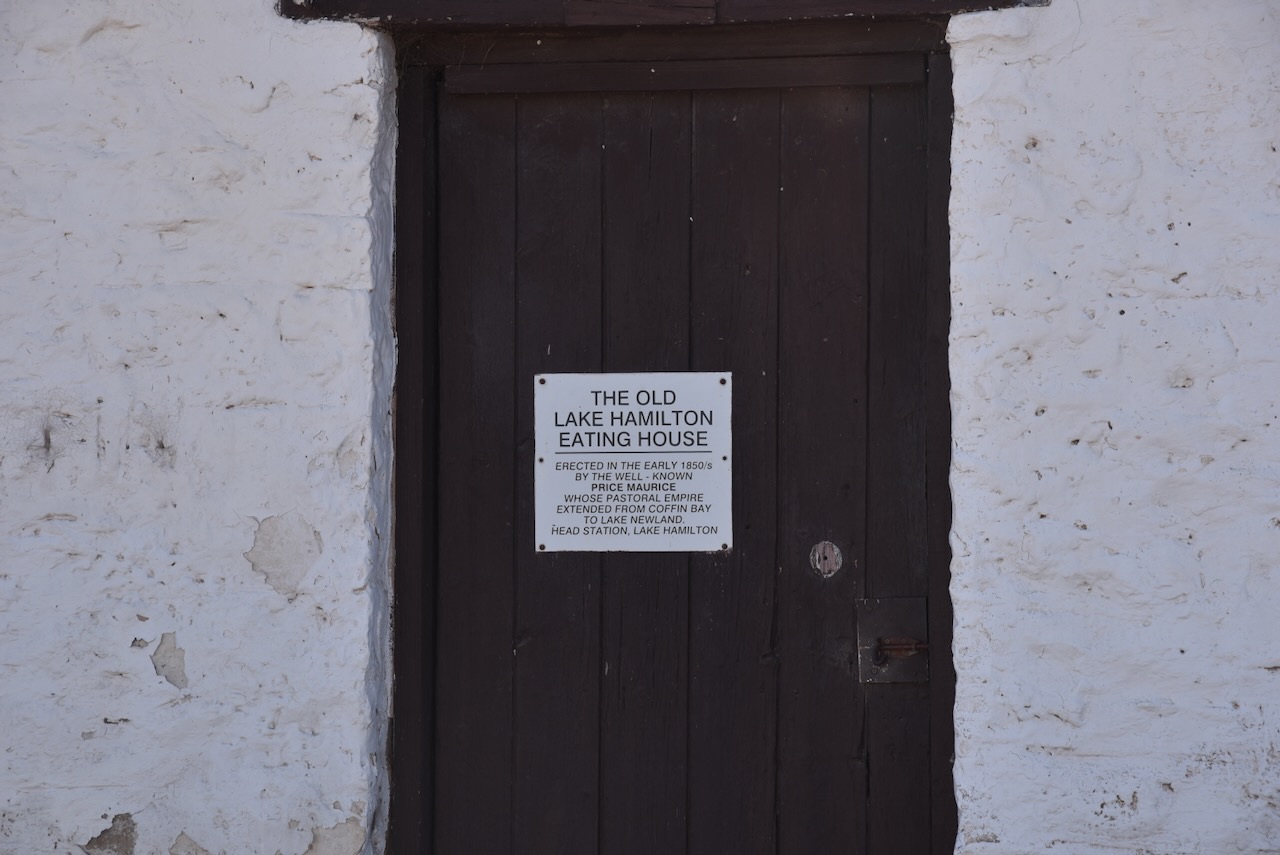 THE OLD
LAKE HAMILTON
EATING HOUSE
ERECTED IN THE EARLY 1850/s
BY THE WELL - KNOWN
PRICE MAURICE
WHOSE PASTORAL EMPIRE
EXTENDED FROM COFFIN BAY
TO LAKE NEWLAND.
HEAD STATION, LAKE HAMILTON